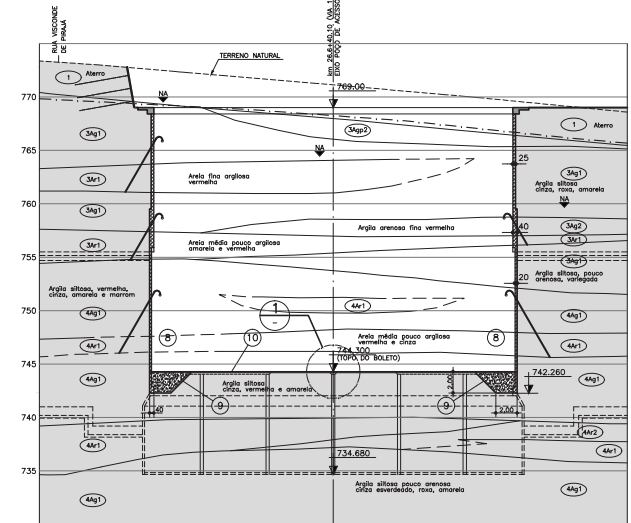 RUA VISCONDE
DE PIRAJÁ
km 26.6+40,10 (VIA 1)
EIXO POÇO DE ACESSO
TERRENO NATURAL
1 Aterro
769.00
770
NA
3Agp2
1 Aterro
3Ag1
765
NA
25
3Ar1
Areia fina argilosa
vermelha
3Ag1
Argila siltosa
cinza, roxa, amarela
760
NA
3Ag1
Argila arenosa fina vermelha
40
3Ag2
3Ar1
3Ar1
Areia média pouco argilosa
amarela e vermelha
755
3Ag1
20
Argila siltosa, pouco
arenosa, variegada
Argila siltosa, vermelha,
cinza, amarela e marrom
750
1
-
4Ar1
4Ag1
4Ag1
8
10
Areia média pouco argilosa
vermelha e cinza
8
4Ar1
4Ar1
745
744.300
(TOPO DO BOLETO)
4Ag1
Argila siltosa
cinza, vermelha e amarela
2,00
742.260
4Ag1
40
9
9
2,00
740
4Ar1
4Ar2
4Ar1
734.680
735
Argila siltosa pouco arenosa
cinza esverdeado, roxa, amarela
4Ag1
4Ag1